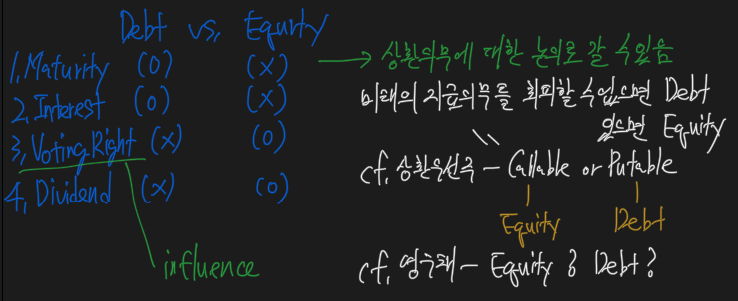 Debt vs, Equity
1, Maturity (O) (X) → 상환의무에 대한 논의로 갈 수 있음
2, Interest (O) (X)
미래의 지급의무를 회피할 수 없으면 Debt
있으면 Equity
3, Voting Right (X) (O)
〃
cf, 상환우선주 - Callable or Putable
4, Dividend (X) (O)
Equity Debt
influence
cf, 영구채 - Equity? Debt?